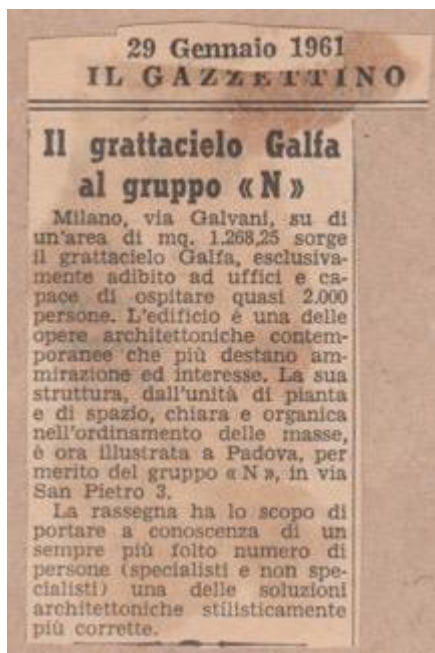 29 Gennaio 1961
IL GAZZETTINO
Il grattacielo Galfa
al gruppo « N »
Milano, via Galvani, su di
un'area di mq. 1.268,25 sorge
il grattacielo Galfa, esclusiva-
mente adibito ad uffici e ca-
pace di ospitare quasi 2.000
persone. L'edificio è una delle
opere architettoniche contem-
poranee che più destano am-
mirazione ed interesse. La sua
struttura, dall'unità di pianta
e di spazio, chiara e organica
nell'ordinamento delle masse,
è ora illustrata a Padova, per
merito del gruppo « N », in via
San Pietro 3.
La rassegna ha lo scopo di
portare a conoscenza di un
sempre più folto numero di
persone (specialisti e non spe-
cialisti) una delle soluzioni
architettoniche stilisticamente
più corrette.